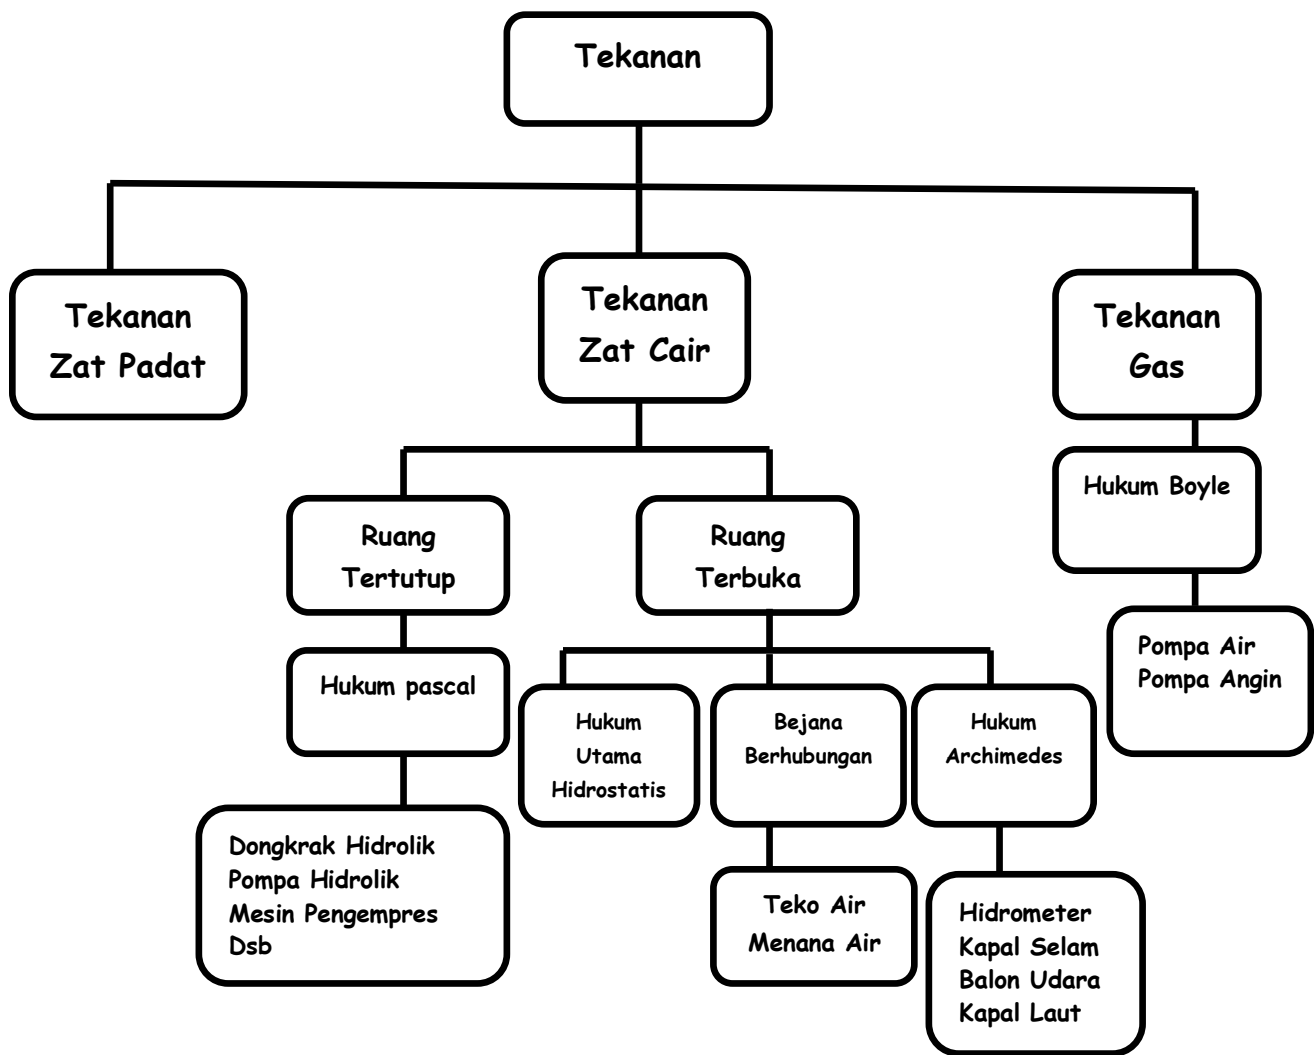 Tekanan
Tekanan
Zat Padat
Tekanan
Zat Cair
Tekanan
Gas
Ruang
Tertutup
Ruang
Terbuka
Hukum Boyle
Hukum pascal
Hukum
Utama
Hidrostatis
Bejana
Berhubungan
Hukum
Archimedes
Pompa Air
Pompa Angin
Dongkrak Hidrolik
Pompa Hidrolik
Mesin Pengempres
Dsb
Teko Air
Menana Air
Hidrometer
Kapal Selam
Balon Udara
Kapal Laut